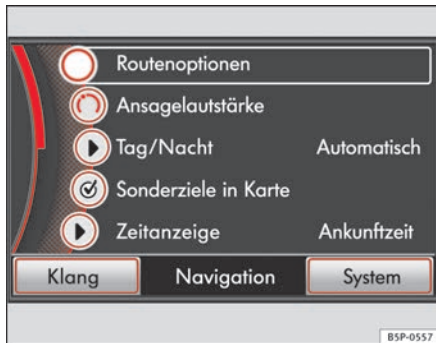 Routenoptionen
Ansagelautstärke
Tag/Nacht Automatisch
Sonderziele in Karte
Zeitanzeige Ankunftzeit
Klang Navigation System
B5P-0557